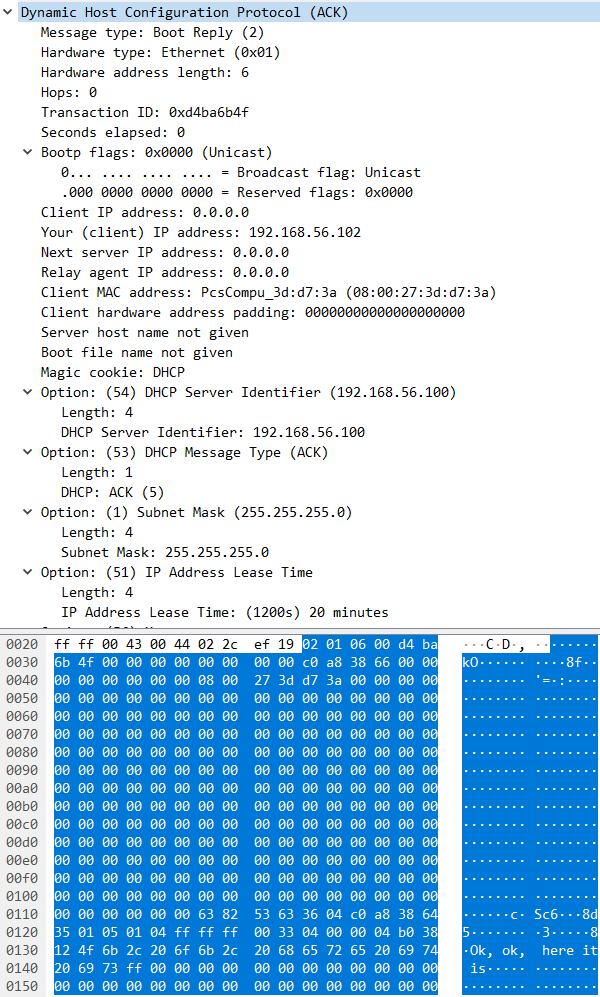 Dynamic Host Configuration Protocol (ACK)
Message type: Boot Reply (2)
Hardware type: Ethernet (0x01)
Hardware address length: 6
Hops: 0
Transaction ID: 0xd4ba6b4f
Seconds elapsed: 0
Bootp flags: 0x0000 (Unicast)
0... .... .... .... = Broadcast flag: Unicast
.000 0000 0000 0000 = Reserved flags: 0x0000
Client IP address: 0.0.0.0
Your (client) IP address: 192.168.56.102
Next server IP address: 0.0.0.0
Relay agent IP address: 0.0.0.0
Client MAC address: PcsCompu_3d:d7:3a (08:00:27:3d:d7:3a)
Client hardware address padding: 00000000000000000000
Server host name not given
Boot file name not given
Magic cookie: DHCP
Option: (54) DHCP Server Identifier (192.168.56.100)
Length: 4
DHCP Server Identifier: 192.168.56.100
Option: (53) DHCP Message Type (ACK)
Length: 1
DHCP: ACK (5)
Option: (1) Subnet Mask (255.255.255.0)
Length: 4
Subnet Mask: 255.255.255.0
Option: (51) IP Address Lease Time
Length: 4
IP Address Lease Time: (1200s) 20 minutes
0020 ff ff 00 43 00 44 02 2c ef 19 02 01 06 00 d4 ba ···C·D·, ········
0030 6b 4f 00 00 00 00 00 00 00 00 c0 a8 38 66 00 00 kO······ ····8f··
0040 00 00 00 00 00 00 08 00 27 3d d7 3a 00 00 00 00 ········ '=·:····
0050 00 00 00 00 00 00 00 00 00 00 00 00 00 00 00 00 ········ ········
0060 00 00 00 00 00 00 00 00 00 00 00 00 00 00 00 00 ········ ········
0070 00 00 00 00 00 00 00 00 00 00 00 00 00 00 00 00 ········ ········
0080 00 00 00 00 00 00 00 00 00 00 00 00 00 00 00 00 ········ ········
0090 00 00 00 00 00 00 00 00 00 00 00 00 00 00 00 00 ········ ········
00a0 00 00 00 00 00 00 00 00 00 00 00 00 00 00 00 00 ········ ········
00b0 00 00 00 00 00 00 00 00 00 00 00 00 00 00 00 00 ········ ········
00c0 00 00 00 00 00 00 00 00 00 00 00 00 00 00 00 00 ········ ········
00d0 00 00 00 00 00 00 00 00 00 00 00 00 00 00 00 00 ········ ········
00e0 00 00 00 00 00 00 00 00 00 00 00 00 00 00 00 00 ········ ········
00f0 00 00 00 00 00 00 00 00 00 00 00 00 00 00 00 00 ········ ········
0100 00 00 00 00 00 00 00 00 00 00 00 00 00 00 00 00 ········ ········
0110 00 00 00 00 00 00 63 82 53 63 36 04 c0 a8 38 64 ······c· Sc6···8d
0120 35 01 05 01 04 ff ff ff 00 33 04 00 00 04 b0 38 5······· ·3·····8
0130 12 4f 6b 2c 20 6f 6b 2c 20 68 65 72 65 20 69 74 ·Ok, ok, here it
0140 20 69 73 ff 00 00 00 00 00 00 00 00 00 00 00 00 is····· ········
0150 00 00 00 00 00 00 00 00 00 00 00 00 00 00 00 00 ········ ········